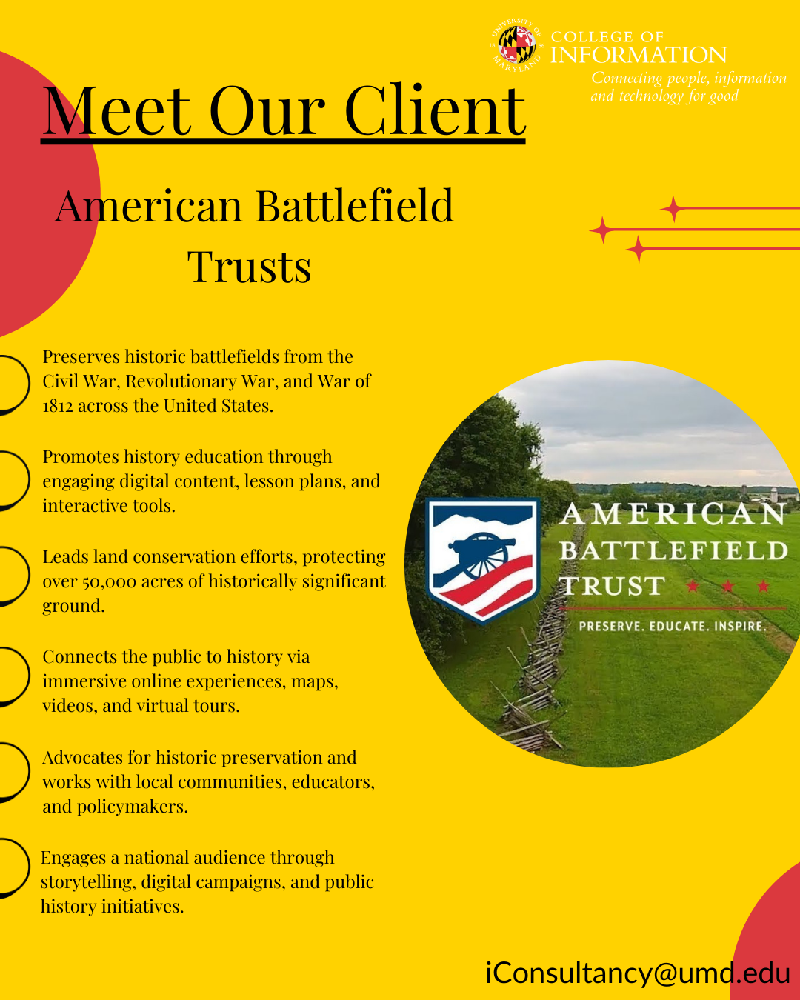 UNIVERSITY OF
18 56
MARYLAND
COLLEGE OF
INFORMATION
Connecting people, information
and technology for good
Meet Our Client
American Battlefield
Trusts
Preserves historic battlefields from the
Civil War, Revolutionary War, and War of
1812 across the United States.
Promotes history education through
engaging digital content, lesson plans, and
interactive tools.
Leads land conservation efforts, protecting
over 50,000 acres of historically significant
ground.
Connects the public to history via
immersive online experiences, maps,
videos, and virtual tours.
Advocates for historic preservation and
works with local communities, educators,
and policymakers.
Engages a national audience through
storytelling, digital campaigns, and public
history initiatives.
AMERICAN
BATTLEFIELD
TRUST
PRESERVE. EDUCATE. INSPIRE.
iConsultancy@umd.edu